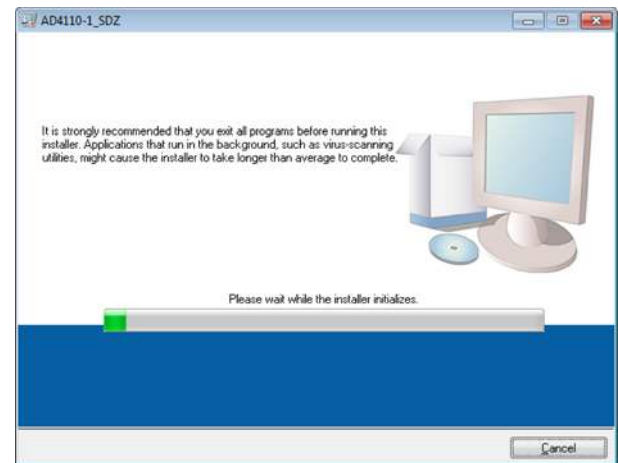 AD4110-1_SDZ
It is strongly recommended that you exit all programs before running this
installer. Applications that run in the background, such as virus-scanning
utilities, might cause the installer to take longer than average to complete.
Please wait while the installer initializes.
Cancel